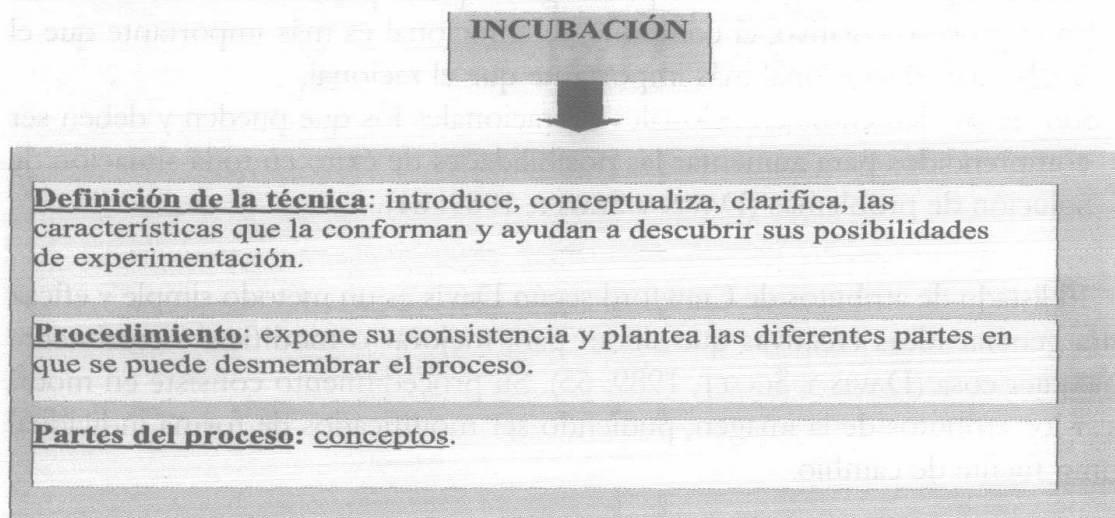 INCUBACIÓN
Definición de la técnica: introduce, conceptualiza, clarifica, las
características que la conforman y ayudan a descubrir sus posibilidades
de experimentación.
Procedimiento: expone su consistencia y plantea las diferentes partes en
que se puede desmembrar el proceso.
Partes del proceso: conceptos.